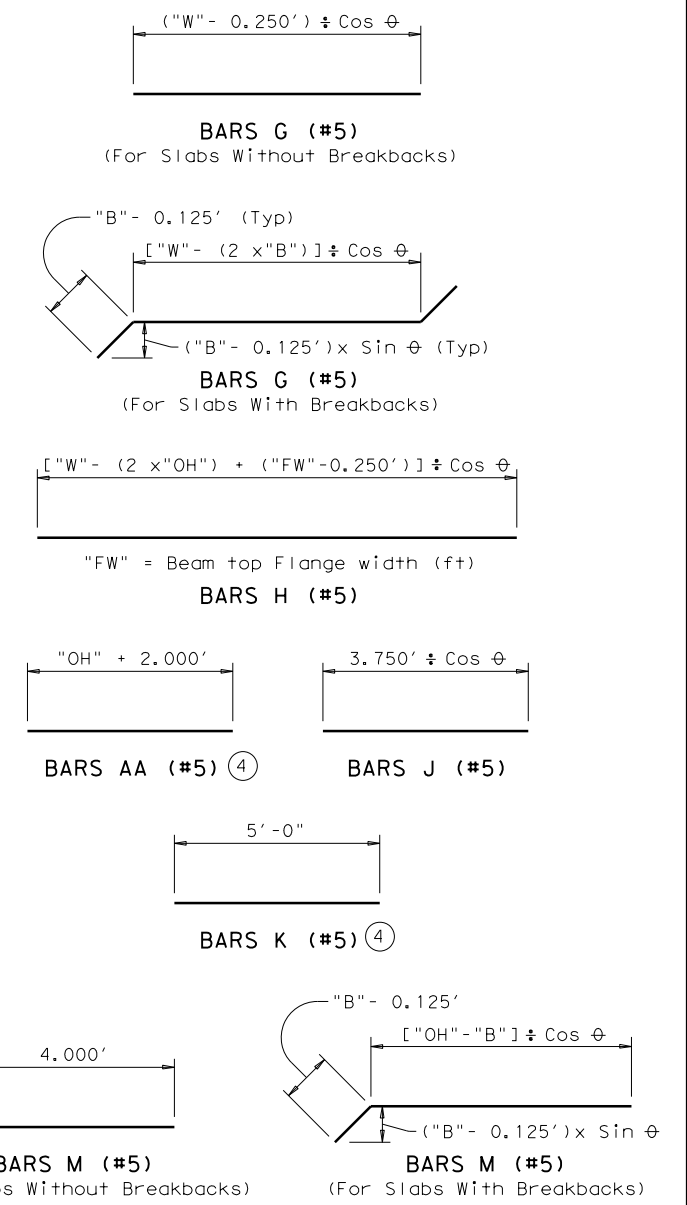 ("W"- 0.250') ÷ Cos θ
BARS G (#5)
(For Slabs Without Breakbacks)
"B"- 0.125' (Typ)
["W"- (2 x"B")] ÷ Cos θ
("B"- 0.125')x Sin θ (Typ)
BARS G (#5)
(For Slabs With Breakbacks)
["W"- (2 x"OH") + ("FW"-0.250')] ÷ Cos θ
"FW" = Beam top Flange width (ft)
BARS H (#5)
"OH" + 2.000'
3.750' ÷ Cos θ
BARS AA (#5) 4
BARS J (#5)
5'-0"
BARS K (#5) 4
"B"- 0.125'
4.000'
["OH"-"B"] ÷ Cos θ
("B"- 0.125')x Sin θ
BARS M (#5)
BARS M (#5)
Without Breakbacks)
(For Slabs With Breakbacks)